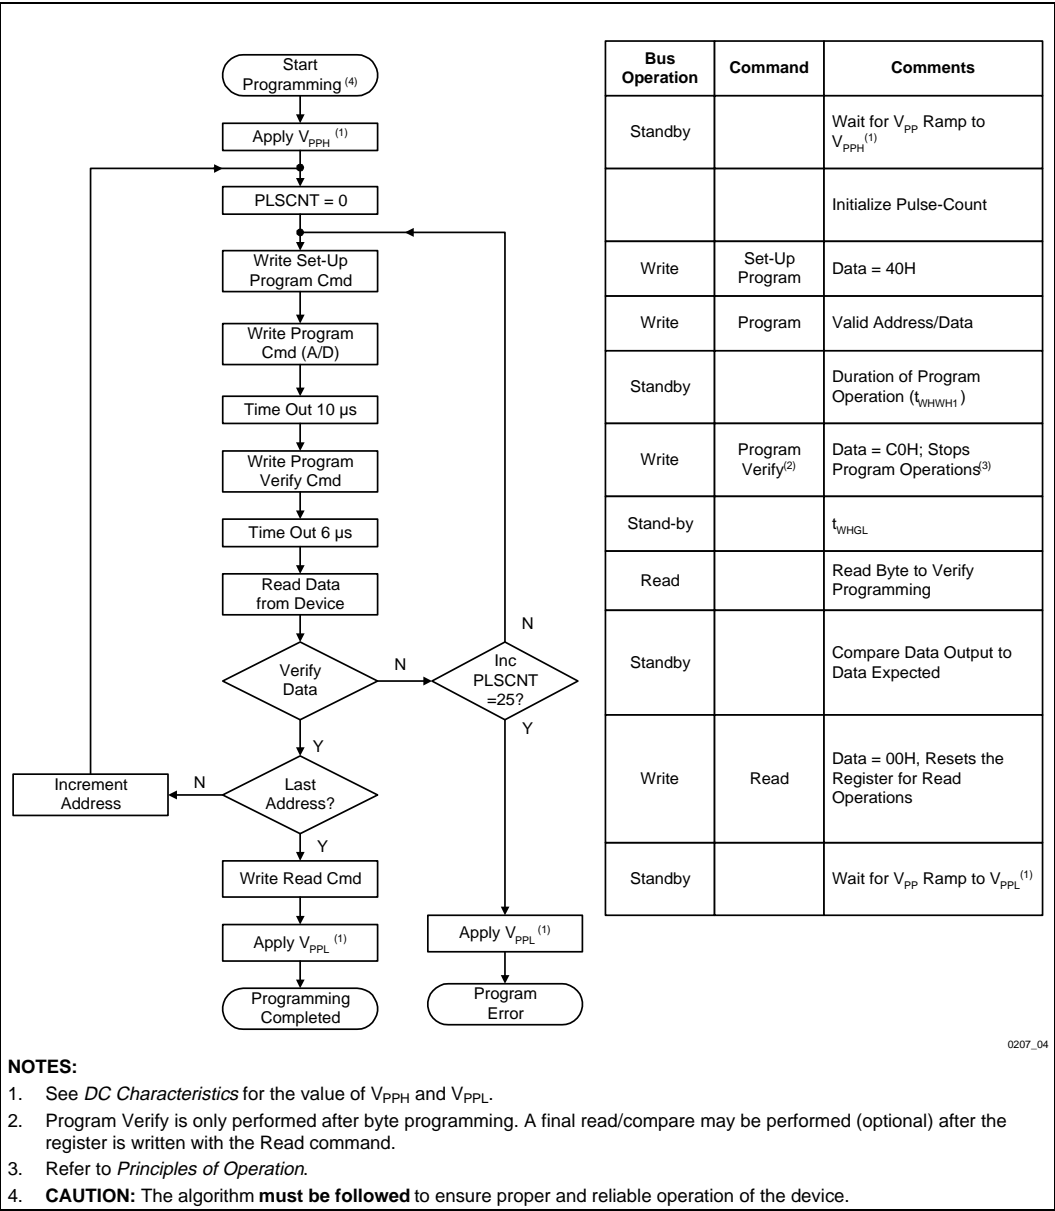 Start
Programming (4)
Apply VPPH (1)
PLSCNT = 0
Write Set-Up
Program Cmd
Write Program
Cmd (A/D)
Time Out 10 µs
Write Program
Verify Cmd
Time Out 6 µs
Read Data
from Device
Verify
Data
N
Y
Inc
PLSCNT
=25?
N
Y
Last
Address?
N
Y
Increment
Address
Write Read Cmd
Apply VPPL (1)
Programming
Completed
Apply VPPL (1)
Program
Error
Bus
Operation
Command
Comments
Standby
Wait for VPP Ramp to
VPPH(1)
Initialize Pulse-Count
Write
Set-Up
Program
Data = 40H
Write
Program
Valid Address/Data
Standby
Duration of Program
Operation (tWHWH1)
Write
Program
Verify(2)
Data = C0H; Stops
Program Operations(3)
Stand-by
tWHGL
Read
Read Byte to Verify
Programming
Standby
Compare Data Output to
Data Expected
Write
Read
Data = 00H, Resets the
Register for Read
Operations
Standby
Wait for VPP Ramp to VPPL(1)
0207_04
NOTES:
1. See DC Characteristics for the value of VPPH and VPPL.
2. Program Verify is only performed after byte programming. A final read/compare may be performed (optional) after the
register is written with the Read command.
3. Refer to Principles of Operation.
4. CAUTION: The algorithm must be followed to ensure proper and reliable operation of the device.